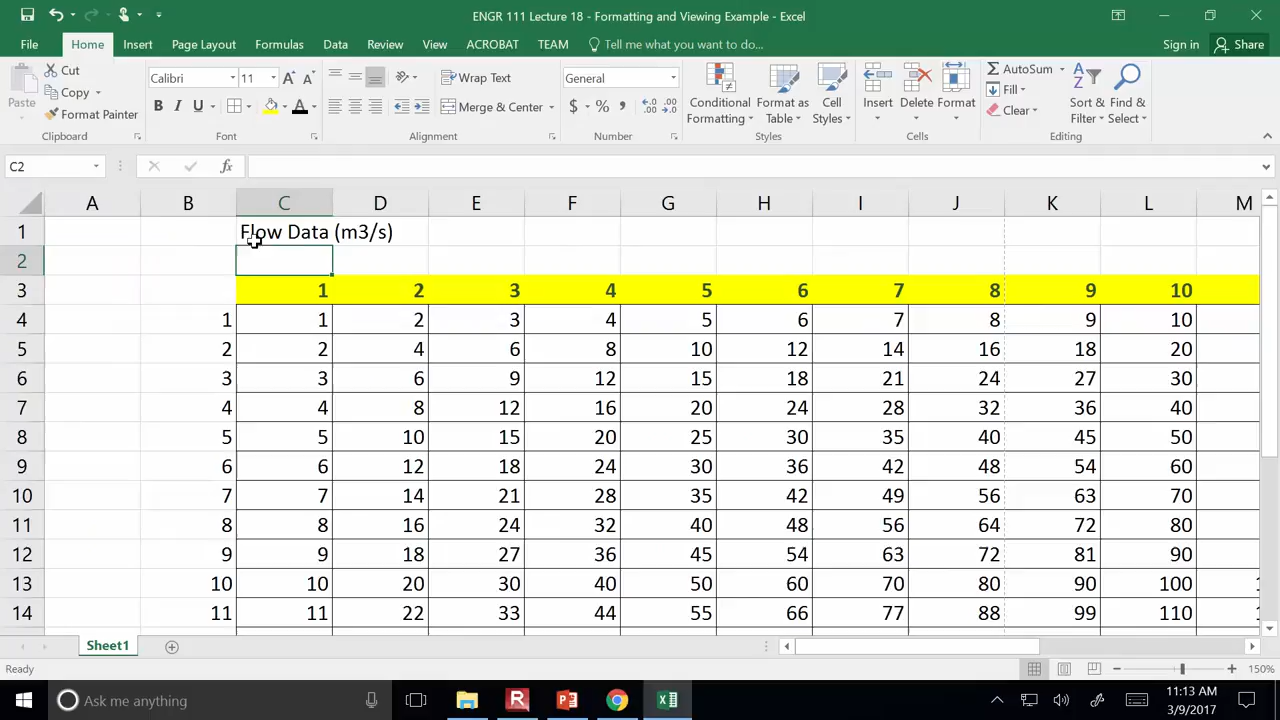 ENGR 111 Lecture 18 - Formatting and Viewing Example - Excel
File Home Insert Page Layout Formulas Data Review View ACROBAT TEAM Tell me what you want to do... Sign in Share
Paste
Cut
Copy
Format Painter
Clipboard
Calibri 11
B I U A
Font
Wrap Text
Merge & Center
Alignment
General
$ % ,
Number
Conditional Formatting
Format as Table
Cell Styles
Styles
Insert Delete Format
Cells
AutoSum
Fill
Clear
Sort & Filter
Find & Select
Editing
C2 fx
A B C D E F G H I J K L M
1 Flow Data (m3/s)
2
3 1 2 3 4 5 6 7 8 9 10
4 1 1 2 3 4 5 6 7 8 9 10
5 2 2 4 6 8 10 12 14 16 18 20
6 3 3 6 9 12 15 18 21 24 27 30
7 4 4 8 12 16 20 24 28 32 36 40
8 5 5 10 15 20 25 30 35 40 45 50
9 6 6 12 18 24 30 36 42 48 54 60
10 7 7 14 21 28 35 42 49 56 63 70
11 8 8 16 24 32 40 48 56 64 72 80
12 9 9 18 27 36 45 54 63 72 81 90
13 10 10 20 30 40 50 60 70 80 90 100
14 11 11 22 33 44 55 66 77 88 99 110
Sheet1
Ready 150%
Ask me anything
11:13 AM
3/9/2017